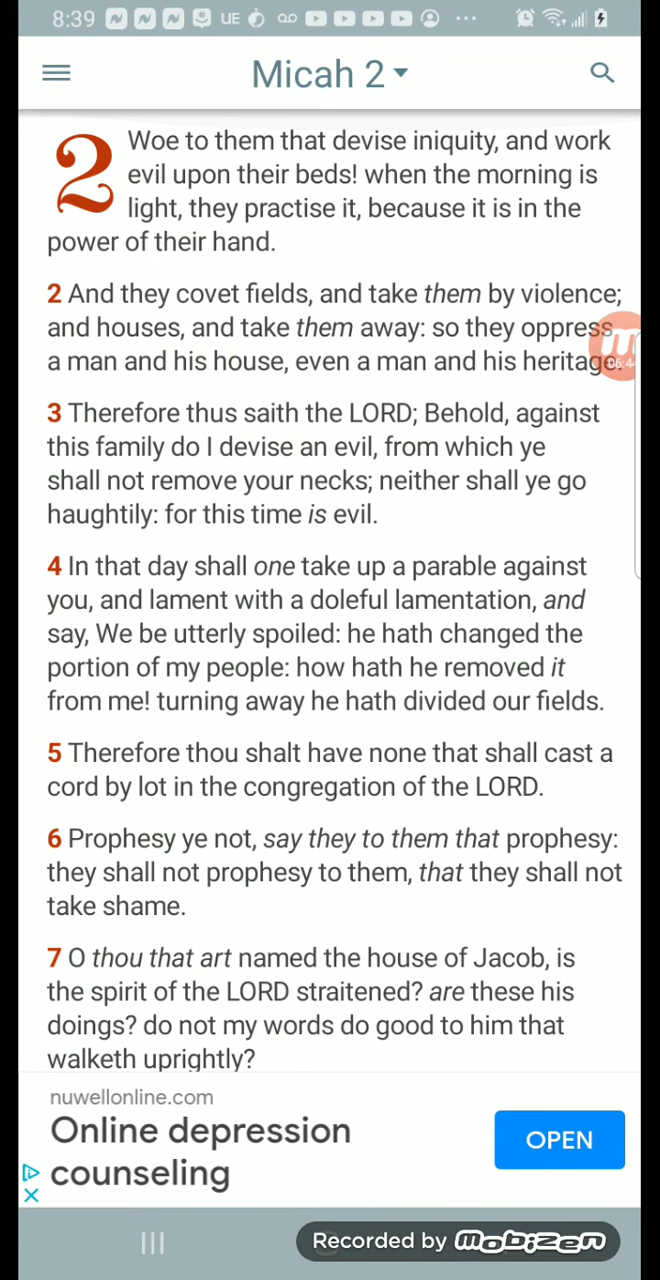 8:39 UE
Micah 2
2 Woe to them that devise iniquity, and work
evil upon their beds! when the morning is
light, they practise it, because it is in the
power of their hand.
2 And they covet fields, and take them by violence;
and houses, and take them away: so they oppress
a man and his house, even a man and his heritage.
06:4
3 Therefore thus saith the LORD; Behold, against
this family do I devise an evil, from which ye
shall not remove your necks; neither shall ye go
haughtily: for this time is evil.
4 In that day shall one take up a parable against
you, and lament with a doleful lamentation, and
say, We be utterly spoiled: he hath changed the
portion of my people: how hath he removed it
from me! turning away he hath divided our fields.
5 Therefore thou shalt have none that shall cast a
cord by lot in the congregation of the LORD.
6 Prophesy ye not, say they to them that prophesy:
they shall not prophesy to them, that they shall not
take shame.
7 O thou that art named the house of Jacob, is
the spirit of the LORD straitened? are these his
doings? do not my words do good to him that
walketh uprightly?
nuwellonline.com
Online depression
counseling
OPEN
Recorded by mobizen